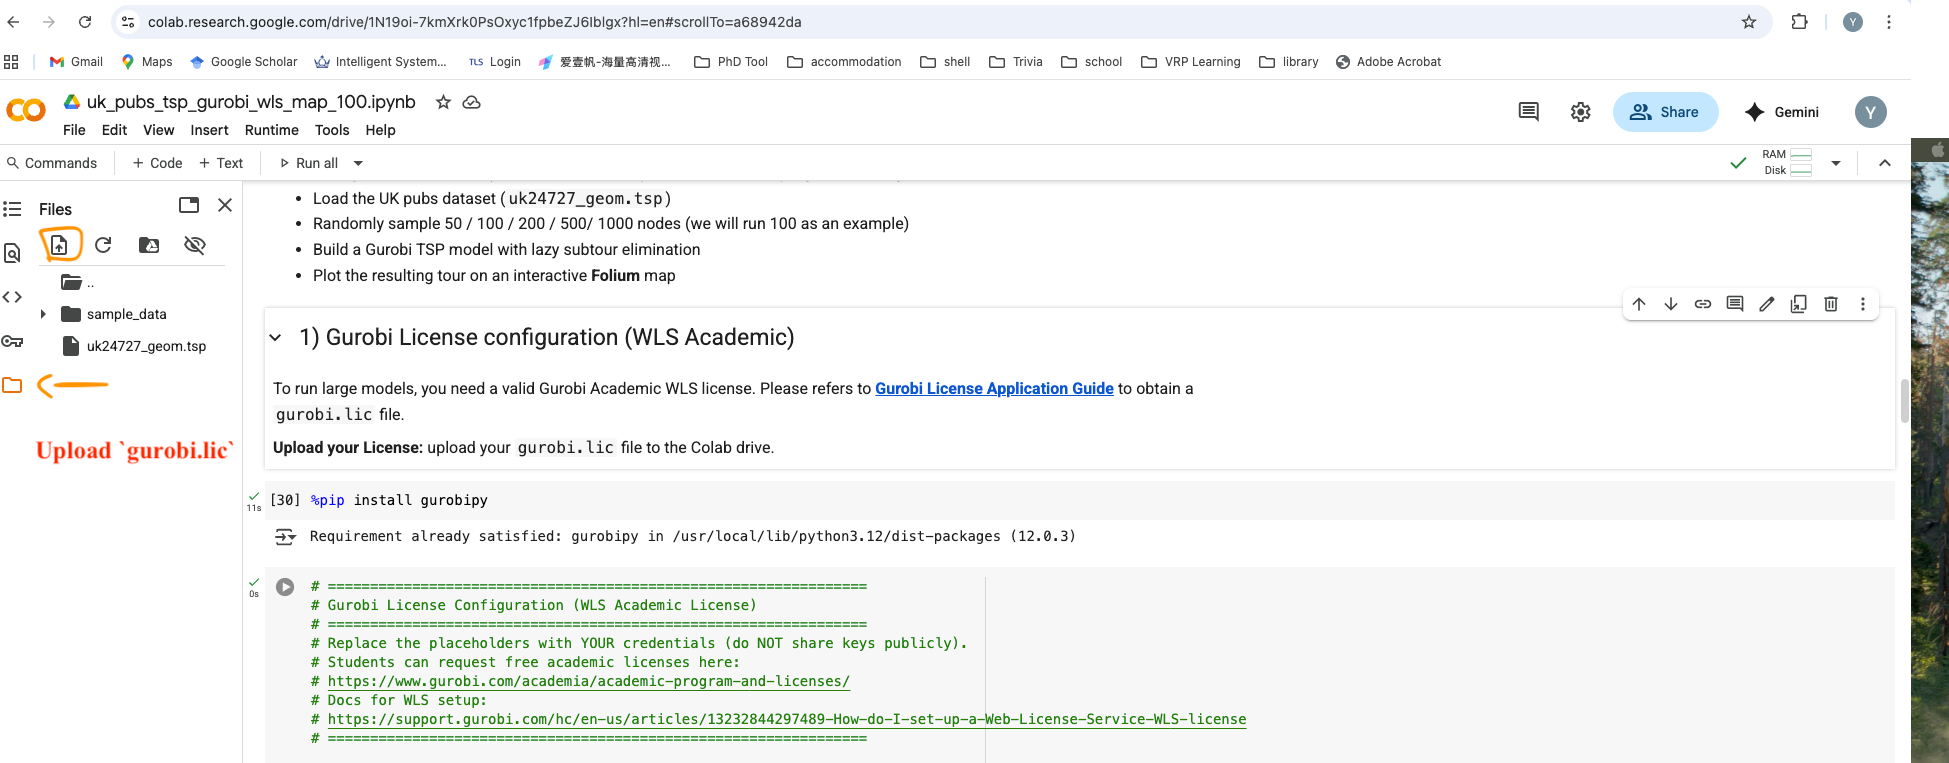 colab.research.google.com/drive/1N19oi-7kmXrk0PsOxyc1fpbeZJ6Iblgx?hl=en#scrollTo=a68942da
Y
Gmail
Maps
Google Scholar
Intelligent System...
TLS Login
爱壹帆-海量高清视...
PhD Tool
accommodation
shell
Trivia
school
VRP Learning
library
Adobe Acrobat
uk_pubs_tsp_gurobi_wls_map_100.ipynb
File Edit View Insert Runtime Tools Help
Share
Gemini
Y
Commands
+ Code + Text
Run all
RAM
Disk
Files
..
sample_data
uk24727_geom.tsp
Upload `gurobi.lic`
• Load the UK pubs dataset (uk24727_geom.tsp)
• Randomly sample 50 / 100 / 200 / 500/ 1000 nodes (we will run 100 as an example)
• Build a Gurobi TSP model with lazy subtour elimination
• Plot the resulting tour on an interactive Folium map
1) Gurobi License configuration (WLS Academic)
To run large models, you need a valid Gurobi Academic WLS license. Please refers to Gurobi License Application Guide to obtain a
gurobi.lic file.
Upload your License: upload your gurobi.lic file to the Colab drive.
11s
[30] %pip install gurobipy
Requirement already satisfied: gurobipy in /usr/local/lib/python3.12/dist-packages (12.0.3)
0s
# ================================================================
# Gurobi License Configuration (WLS Academic License)
# ================================================================
# Replace the placeholders with YOUR credentials (do NOT share keys publicly).
# Students can request free academic licenses here:
# https://www.gurobi.com/academia/academic-program-and-licenses/
# Docs for WLS setup:
# https://support.gurobi.com/hc/en-us/articles/13232844297489-How-do-I-set-up-a-Web-License-Service-WLS-license
# ================================================================